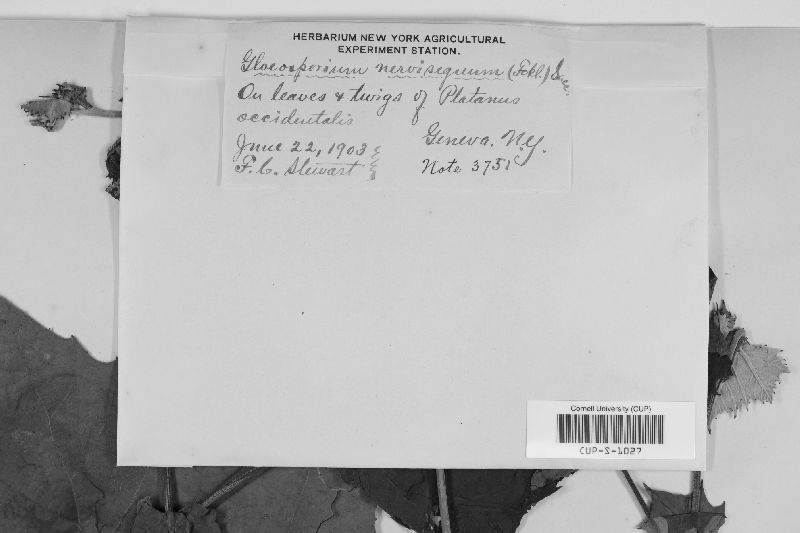 HERBARIUM NEW YORK AGRICULTURAL
EXPERIMENT STATION.
Gloeosporium nervisequum (Fckl.) Sacc.
On leaves & twigs of Platanus
occidentalis
Geneva, N.Y.
June 22, 1903
F. C. Stewart
Note 3751
Cornell University (CUP)
CUP-S-1027